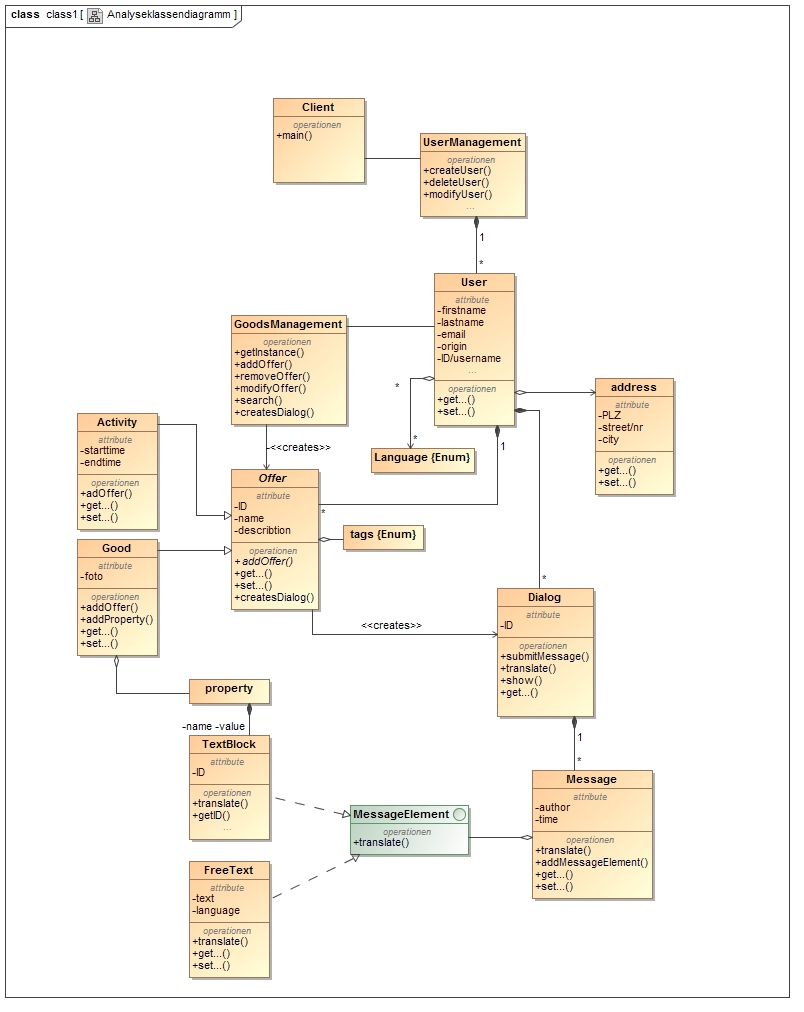 class class1 [ Analyseklassendiagramm ]
Client
operationen
+main()
UserManagement
operationen
+createUser()
+deleteUser()
+modifyUser()
...
1
*
User
attribute
-firstname
-lastname
-email
-origin
-ID/username
...
operationen
+get...()
+set...()
GoodsManagement
operationen
+getInstance()
+addOffer()
+removeOffer()
+modifyOffer()
+search()
+createsDialog()
*
*
Language {Enum}
address
attribute
-PLZ
-street/nr
-city
operationen
+get...()
+set...()
1
-<<creates>>
Activity
attribute
-starttime
-endtime
operationen
+adOffer()
+get...()
+set...()
Offer
attribute
-ID
-name
-describtion
operationen
+addOffer()
+get...()
+set...()
+createsDialog()
*
tags {Enum}
Good
attribute
-foto
operationen
+addOffer()
+addProperty()
+get...()
+set...()
*
<<creates>>
Dialog
attribute
-ID
operationen
+submitMessage()
+translate()
+show()
+get...()
property
-name -value
TextBlock
attribute
-ID
operationen
+translate()
+getID()
...
1
*
Message
attribute
-author
-time
operationen
+translate()
+addMessageElement()
+get...()
+set...()
MessageElement
operationen
+translate()
FreeText
attribute
-text
-language
operationen
+translate()
+get...()
+set...()